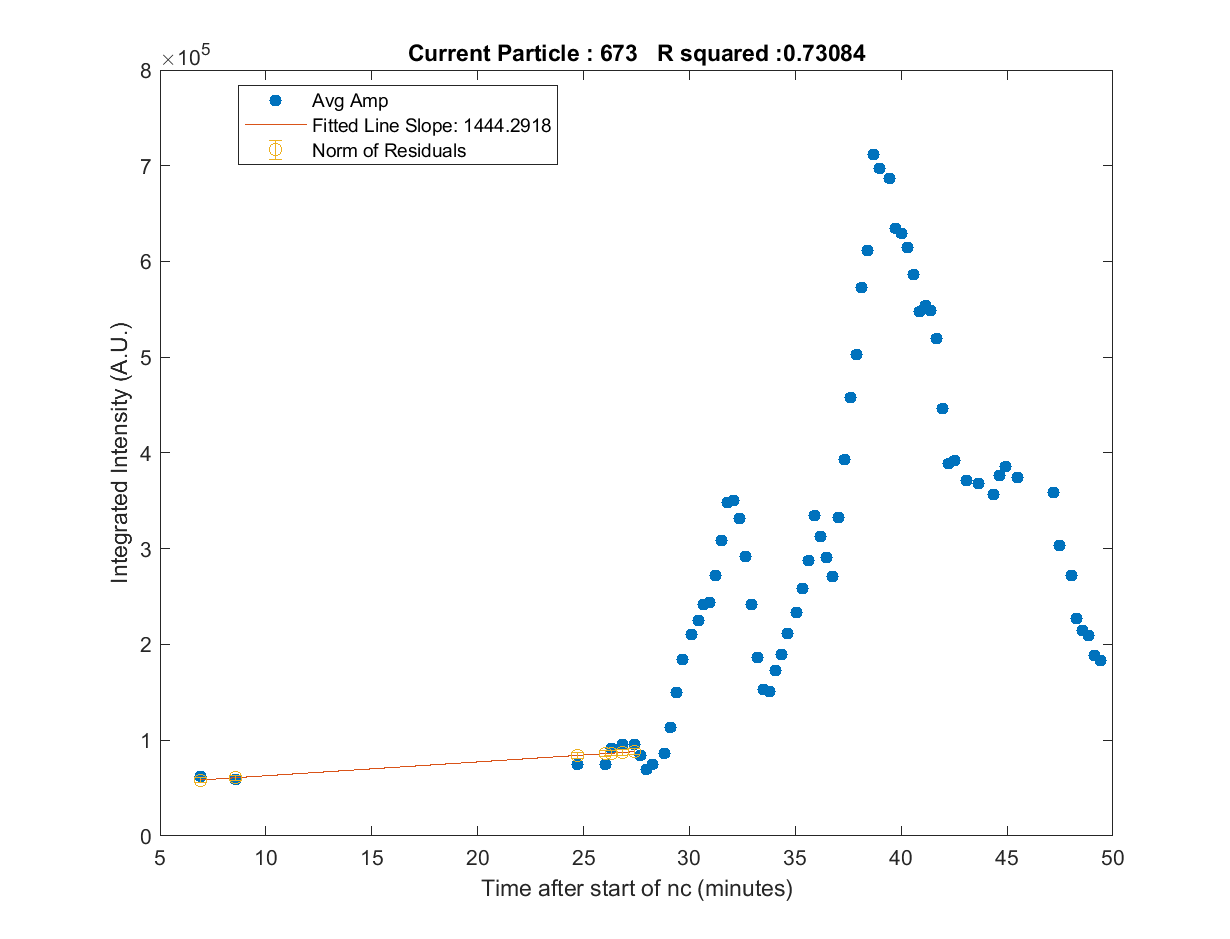 Current Particle : 673 R squared :0.73084
×10^5
8
7
6
5
4
3
2
1
0
Integrated Intensity (A.U.)
Avg Amp
Fitted Line Slope: 1444.2918
Norm of Residuals
5 10 15 20 25 30 35 40 45 50
Time after start of nc (minutes)